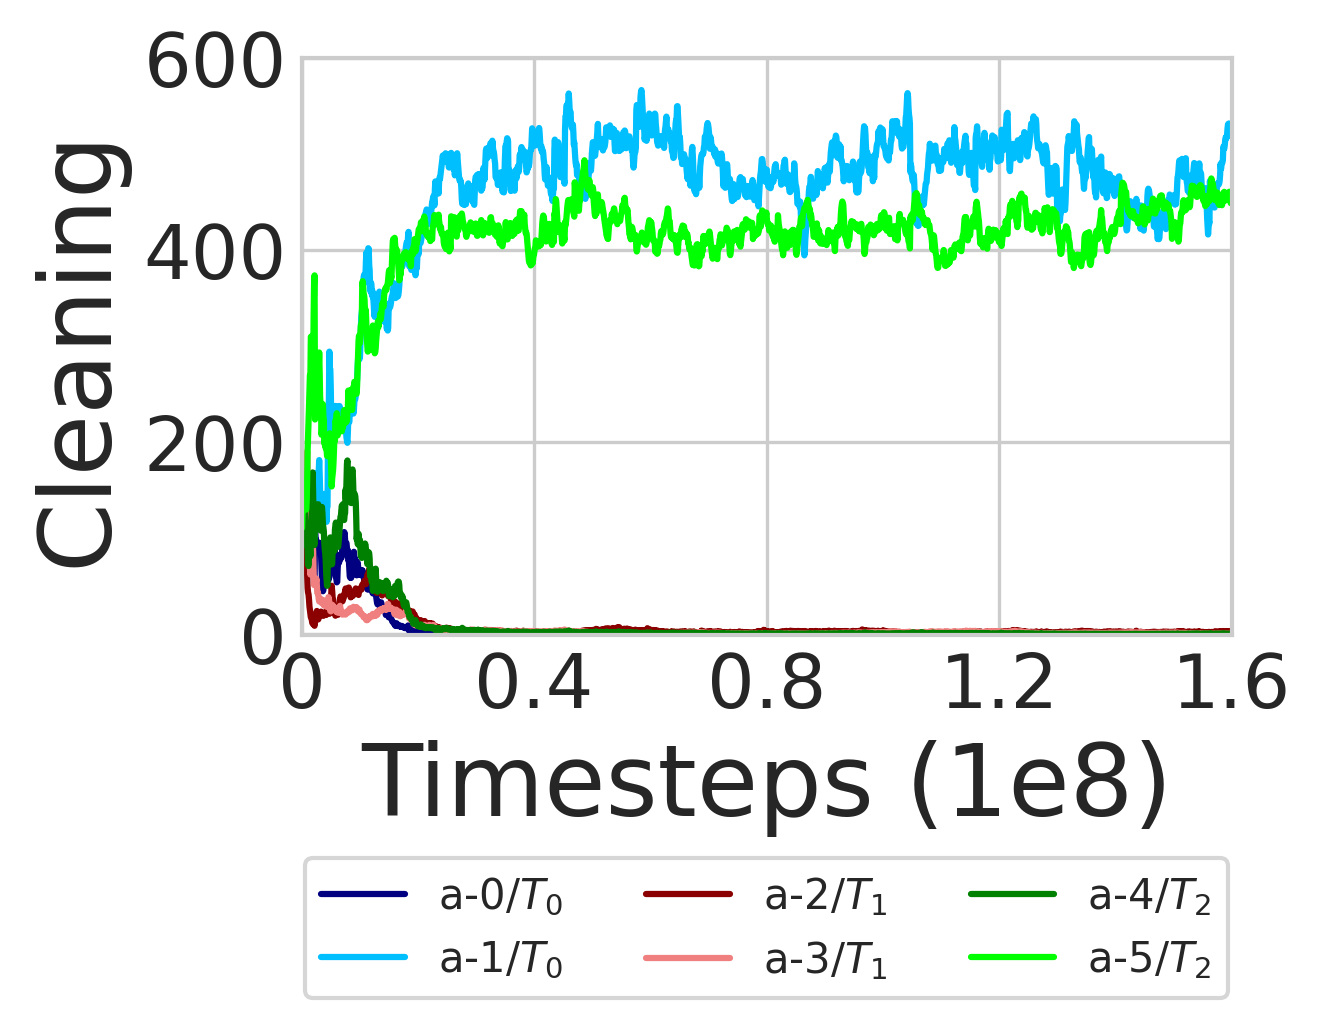 600
400
200
0
Cleaning
0 0.4 0.8 1.2 1.6
Timesteps (1e8)
a-0/T₀ a-2/T₁ a-4/T₂
a-1/T₀ a-3/T₁ a-5/T₂